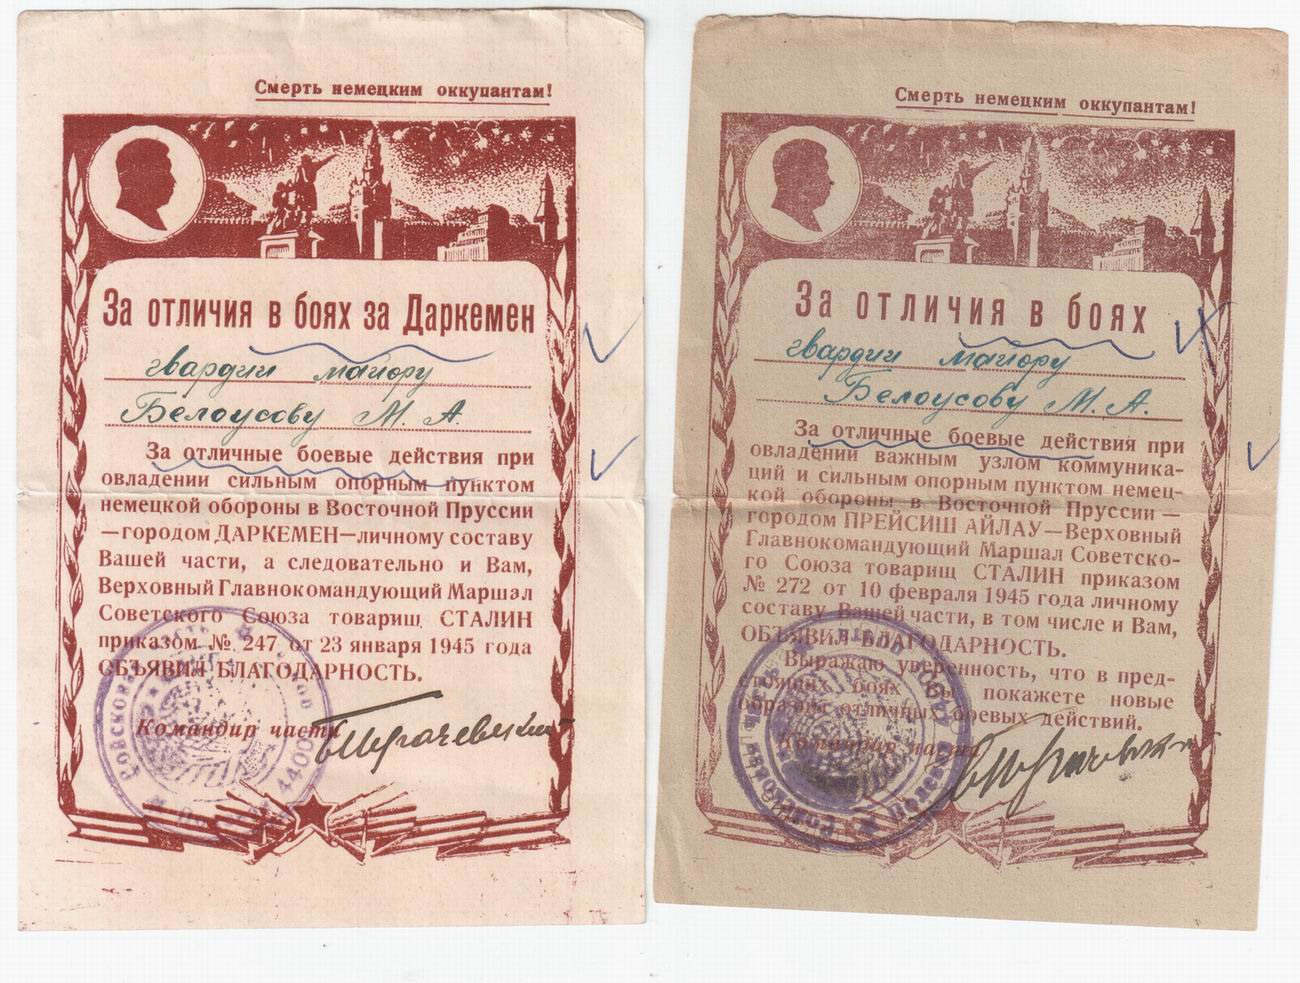 Смерть немецким оккупантам!
За отличия в боях за Даркемен
гвардии майору
Белоусову М. А.
За отличные боевые действия при
овладении сильным опорным пунктом
немецкой обороны в Восточной Пруссии
—городом ДАРКЕМЕН—личному составу
Вашей части, а следовательно и Вам,
Верховный Главнокомандующий Маршал
Советского Союза товарищ СТАЛИН
приказом № 247 от 23 января 1945 года
ОБЪЯВИЛ БЛАГОДАРНОСТЬ.
Командир части
Смерть немецким оккупантам!
За отличия в боях
гвардии майору
Белоусову М. А.
За отличные боевые действия при
овладении важным узлом коммуника-
ций и сильным опорным пунктом немец-
кой обороны в Восточной Пруссии—
городом ПРЕЙСИШ АЙЛАУ—Верховный
Главнокомандующий Маршал Советско-
го Союза товарищ СТАЛИН приказом
№ 272 от 10 февраля 1945 года личному
составу Вашей части, в том числе и Вам,
ОБЪЯВИЛ БЛАГОДАРНОСТЬ.
Выражаю уверенность, что в пред-
стоящих боях Вы покажете новые
образцы отличных боевых действий.
Командир части